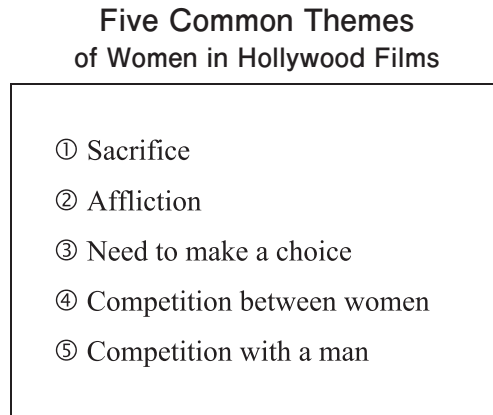 Five Common Themes
of Women in Hollywood Films
① Sacrifice
② Affliction
③ Need to make a choice
④ Competition between women
⑤ Competition with a man